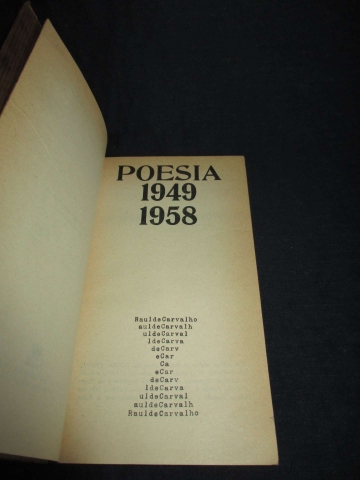 POESIA
1949
1958
RauldeCarvalho
auldeCarvalh
uldeCarval
ldeCarva
deCarv
eCar
Ca
eCar
deCarv
ldeCarva
uldeCarval
auldeCarvalh
RauldeCarvalho